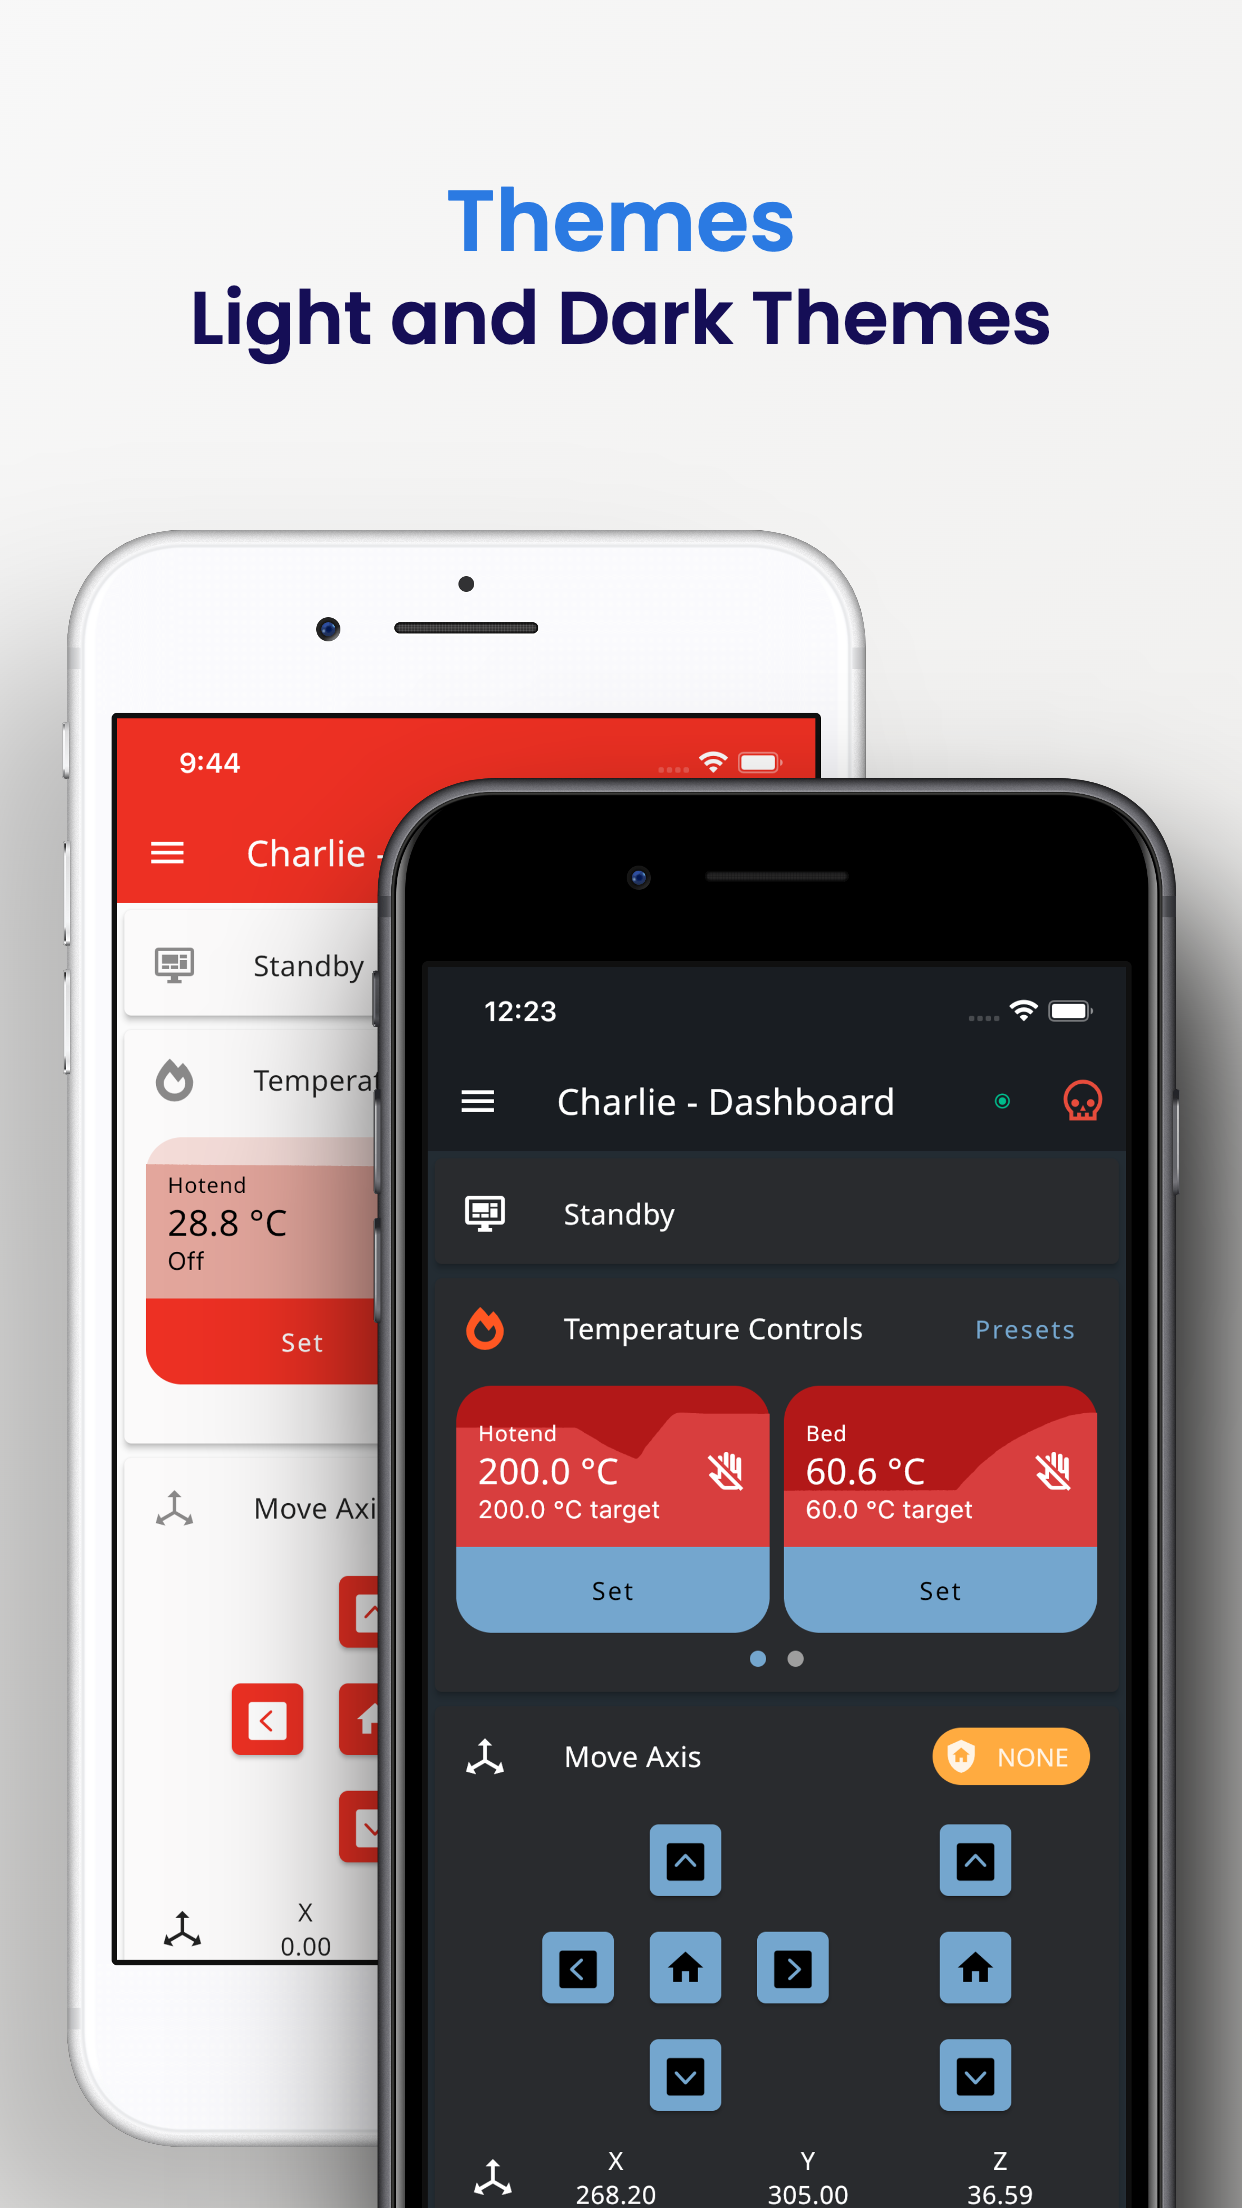 Themes
Light and Dark Themes
9:44
Charlie -
Standby
Hotend
28.8 °C
Off
Set
Move Axi
X
0.00
12:23
Charlie - Dashboard
Standby
Temperature Controls
Presets
Hotend
200.0 °C
200.0 °C target
Set
Bed
60.6 °C
60.0 °C target
Set
Move Axis
NONE
X Y Z
268.20 305.00 36.59